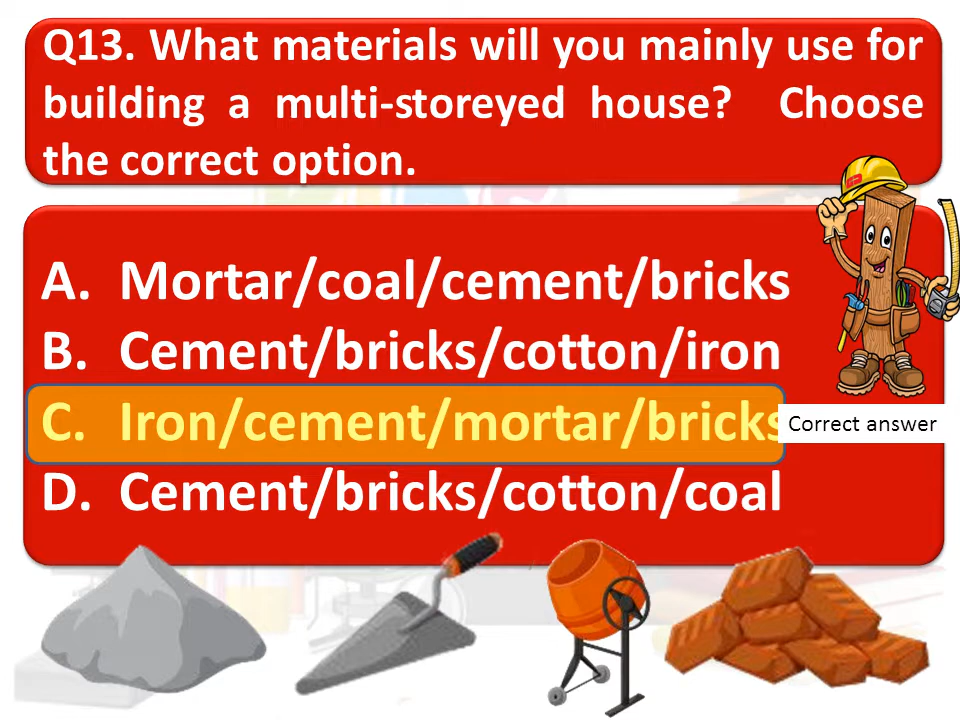 Q13. What materials will you mainly use for
building a multi-storeyed house? Choose
the correct option.
A. Mortar/coal/cement/bricks
B. Cement/bricks/cotton/iron
C. Iron/cement/mortar/bricks
Correct answer
D. Cement/bricks/cotton/coal